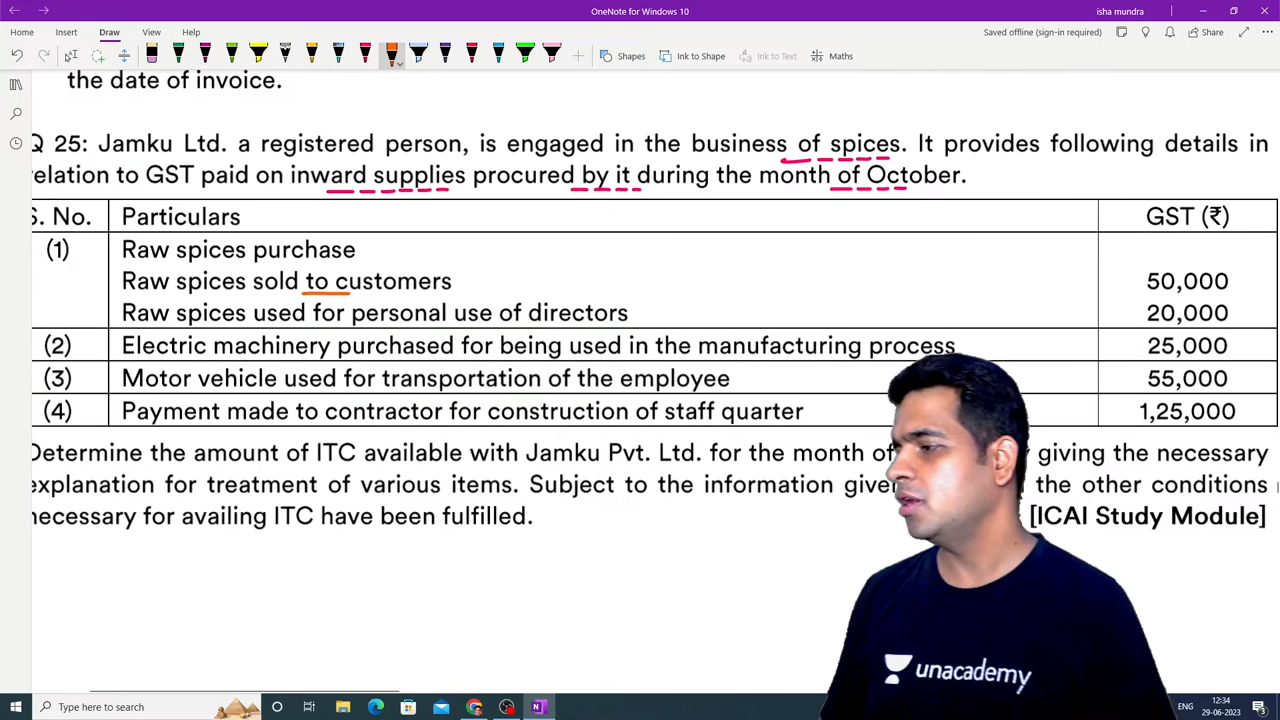 OneNote for Windows 10
isha mundra
Home Insert Draw View Help
Saved offline (sign-in required) Share
Shapes Ink to Shape Ink to Text Maths
the date of invoice.
Q 25: Jamku Ltd. a registered person, is engaged in the business of spices. It provides following details in
relation to GST paid on inward supplies procured by it during the month of October.
S. No. Particulars GST (₹)
(1) Raw spices purchase
Raw spices sold to customers 50,000
Raw spices used for personal use of directors 20,000
(2) Electric machinery purchased for being used in the manufacturing process 25,000
(3) Motor vehicle used for transportation of the employee 55,000
(4) Payment made to contractor for construction of staff quarter 1,25,000
Determine the amount of ITC available with Jamku Pvt. Ltd. for the month of giving the necessary
explanation for treatment of various items. Subject to the information the other conditions
necessary for availing ITC have been fulfilled. [ICAI Study Module]
unacademy
Type here to search
ENG
12:34
29-06-2023